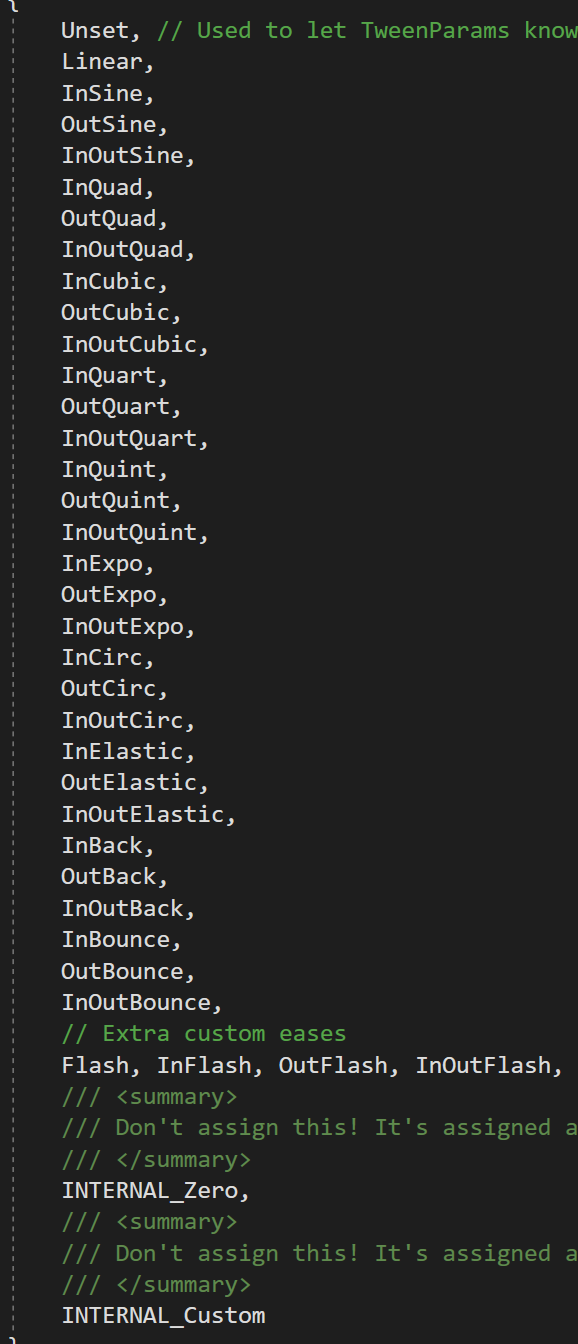 {
Unset, // Used to let TweenParams know
Linear,
InSine,
OutSine,
InOutSine,
InQuad,
OutQuad,
InOutQuad,
InCubic,
OutCubic,
InOutCubic,
InQuart,
OutQuart,
InOutQuart,
InQuint,
OutQuint,
InOutQuint,
InExpo,
OutExpo,
InOutExpo,
InCirc,
OutCirc,
InOutCirc,
InElastic,
OutElastic,
InOutElastic,
InBack,
OutBack,
InOutBack,
InBounce,
OutBounce,
InOutBounce,
// Extra custom eases
Flash, InFlash, OutFlash, InOutFlash,
/// <summary>
/// Don't assign this! It's assigned a
/// </summary>
INTERNAL_Zero,
/// <summary>
/// Don't assign this! It's assigned a
/// </summary>
INTERNAL_Custom
}